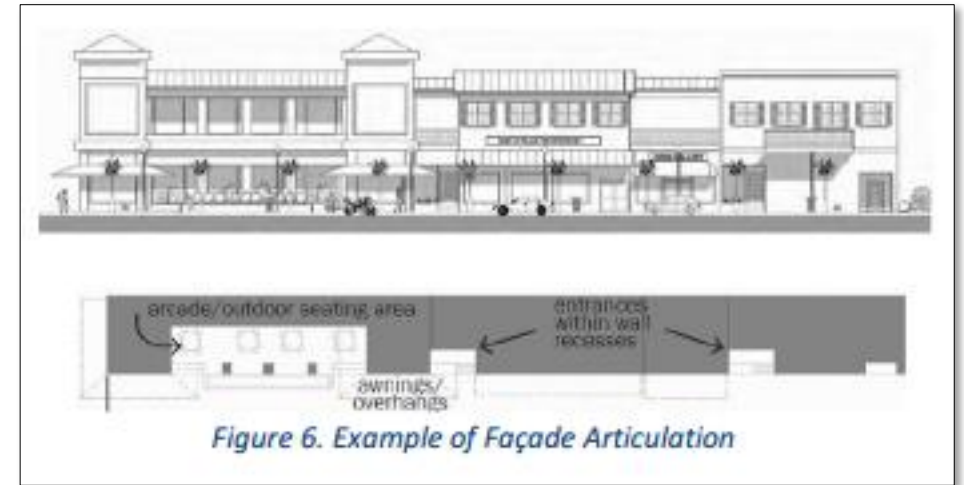 arcade/outdoor seating area
entrances
within wall
recesses
awnings/
overhangs
Figure 6. Example of Façade Articulation